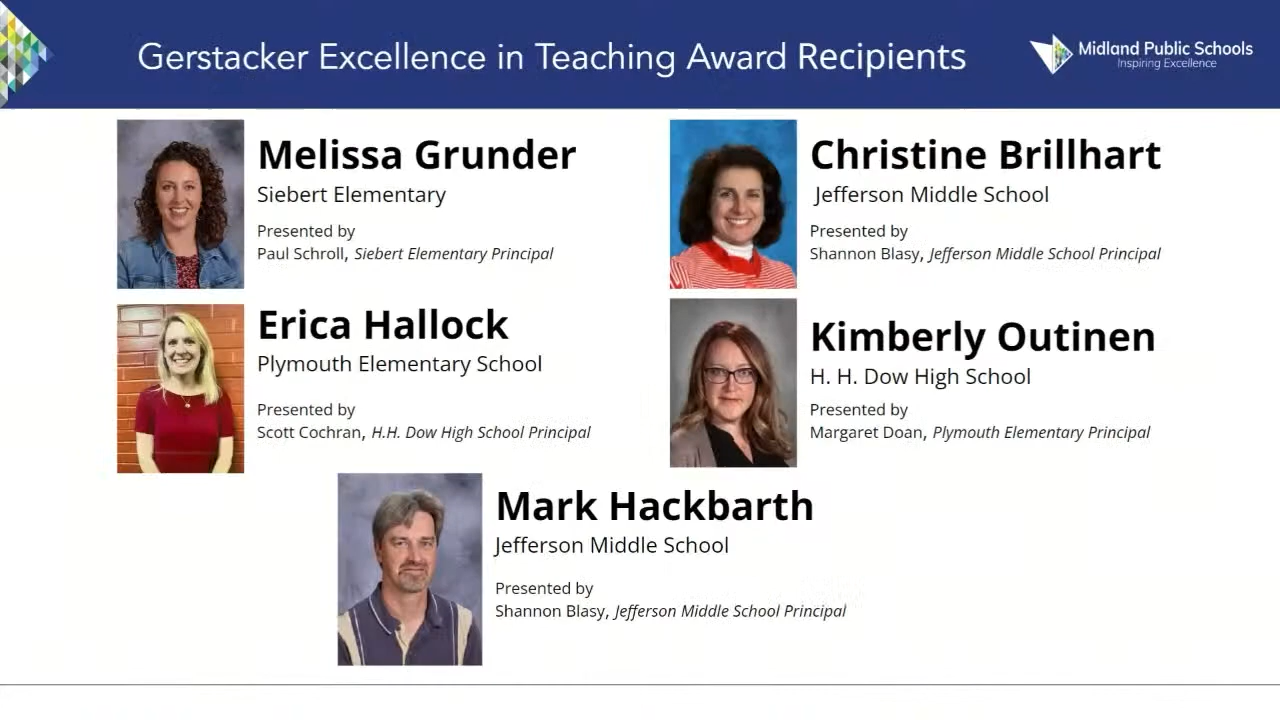 Gerstacker Excellence in Teaching Award Recipients
Midland Public Schools
Inspiring Excellence
Melissa Grunder
Siebert Elementary
Presented by
Paul Schroll, Siebert Elementary Principal
Christine Brillhart
Jefferson Middle School
Presented by
Shannon Blasy, Jefferson Middle School Principal
Erica Hallock
Plymouth Elementary School
Presented by
Scott Cochran, H.H. Dow High School Principal
Kimberly Outinen
H. H. Dow High School
Presented by
Margaret Doan, Plymouth Elementary Principal
Mark Hackbarth
Jefferson Middle School
Presented by
Shannon Blasy, Jefferson Middle School Principal